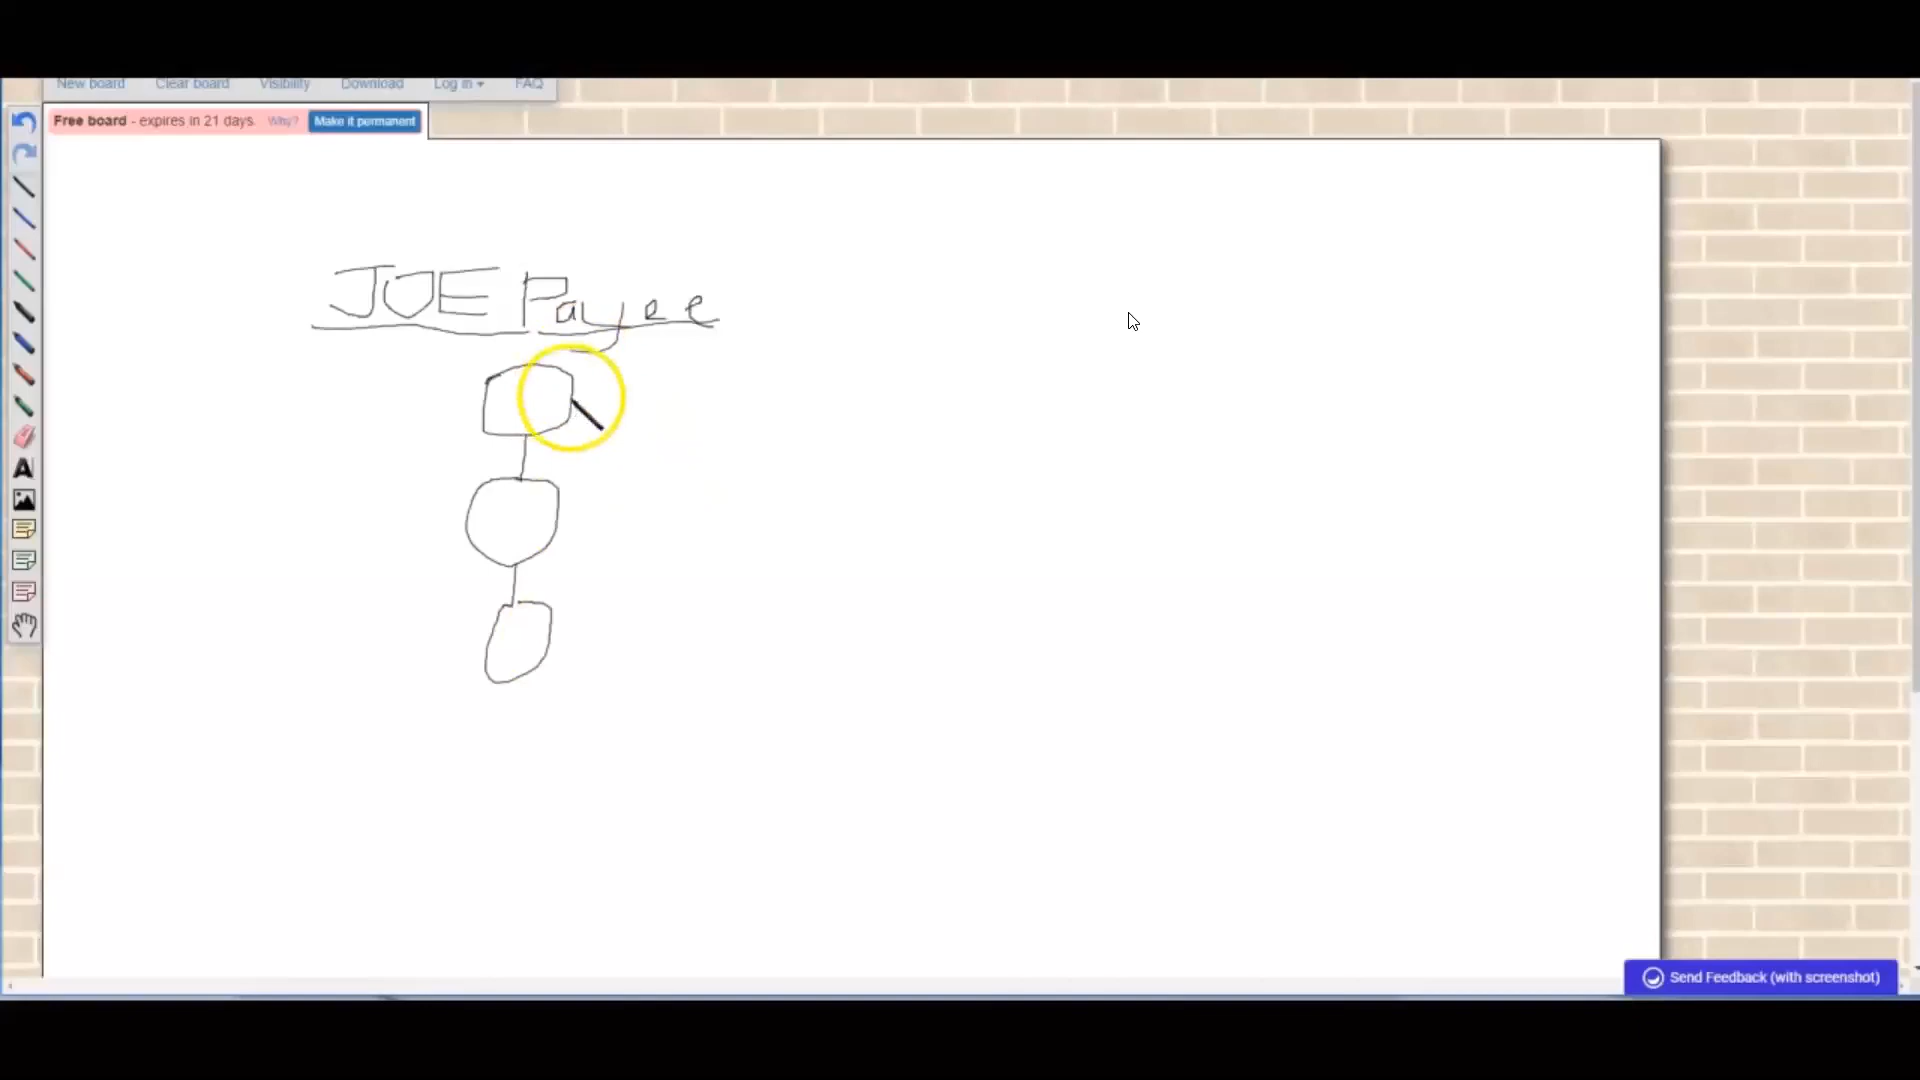 New board Clear board Visibility Download Log in FAQ
Free board - expires in 21 days. Why? Make it permanent
JOE Payee
A
Send Feedback (with screenshot)